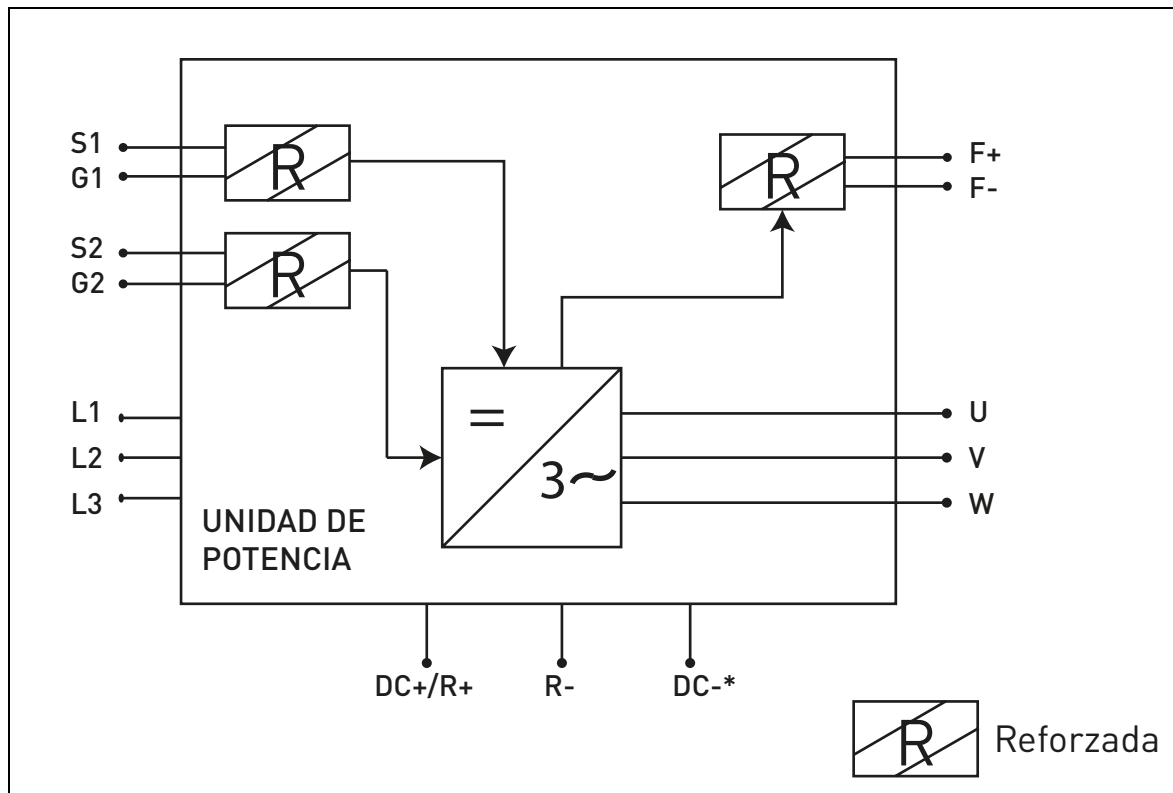 S1
G1
R
S2
G2
R
R
F+
F-
L1
L2
L3
=
3~
U
V
W
UNIDAD DE
POTENCIA
DC+/R+
R-
DC-*
R
Reforzada